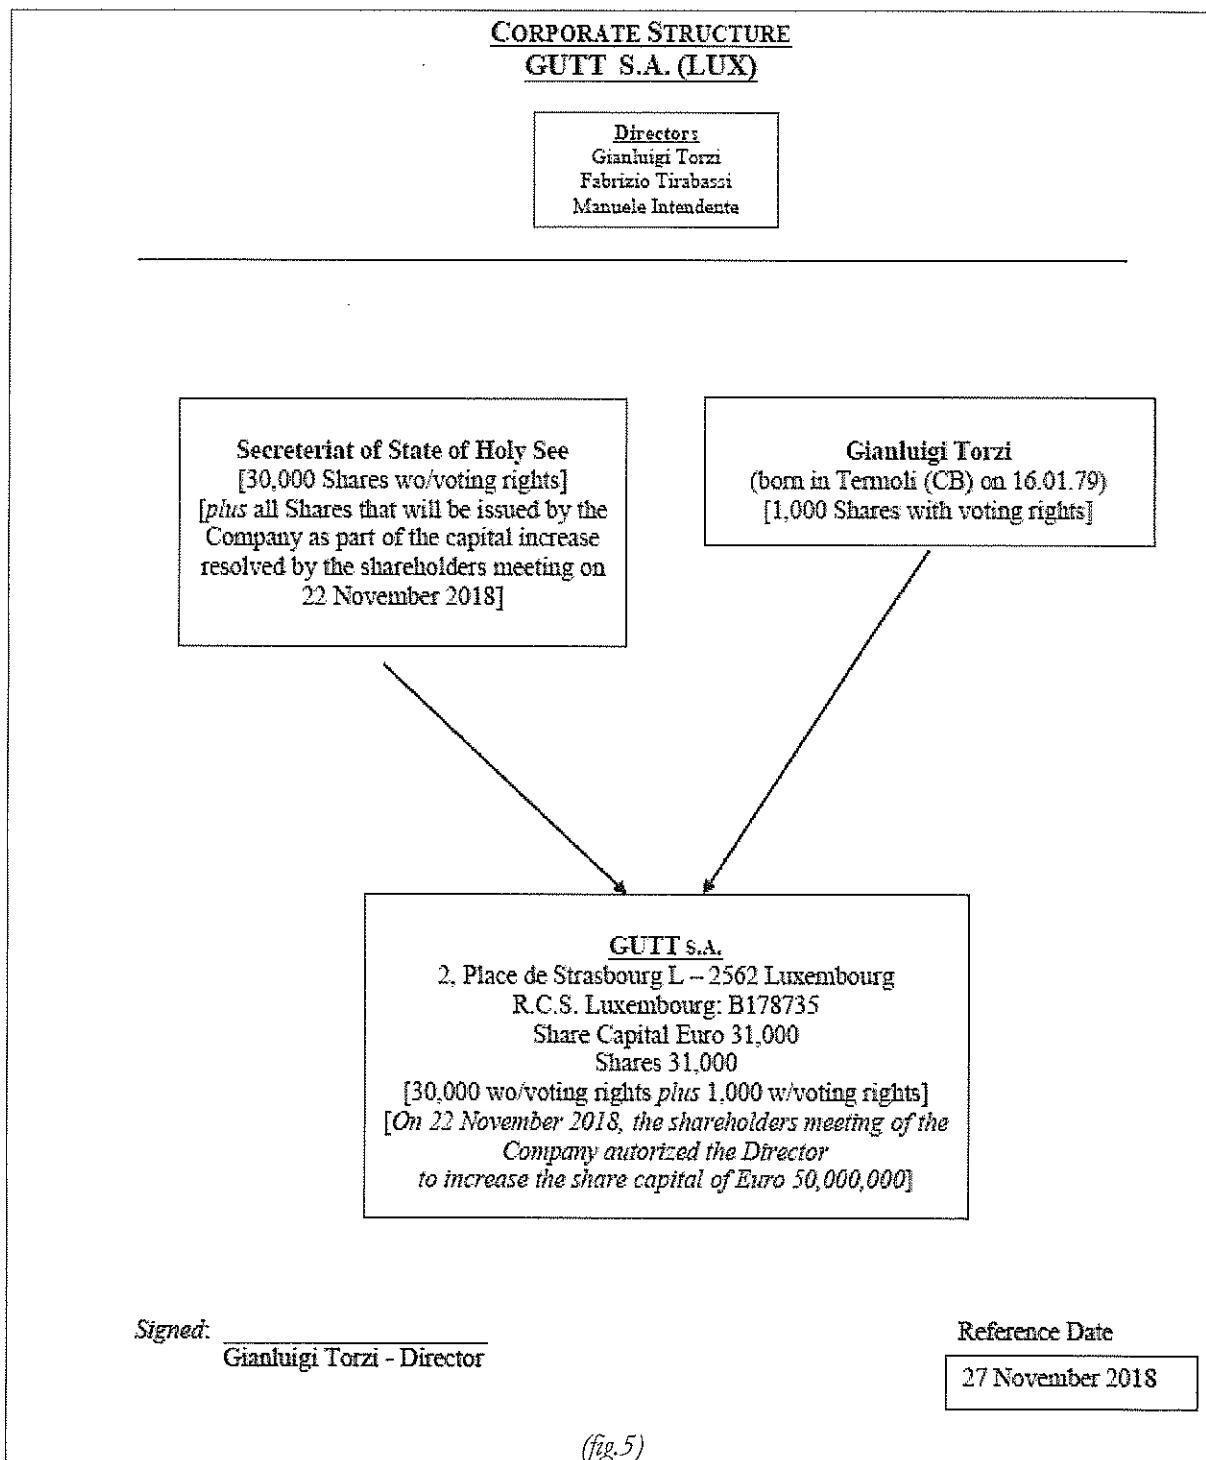 CORPORATE STRUCTURE
GUTT S.A. (LUX)
Directors
Gianluigi Torzi
Fabrizio Tirabassi
Manuele Intendente
Secreteriat of State of Holy See
[30,000 Shares wo/voting rights]
[plus all Shares that will be issued by the
Company as part of the capital increase
resolved by the shareholders meeting on
22 November 2018]
Gianluigi Torzi
(born in Termoli (CB) on 16.01.79)
[1,000 Shares with voting rights]
GUTT S.A.
2, Place de Strasbourg L – 2562 Luxembourg
R.C.S. Luxembourg: B178735
Share Capital Euro 31,000
Shares 31,000
[30,000 wo/voting rights plus 1,000 w/voting rights]
[On 22 November 2018, the shareholders meeting of the
Company autorized the Director
to increase the share capital of Euro 50,000,000]
Signed:
Gianluigi Torzi - Director
Reference Date
27 November 2018
(fig.5)